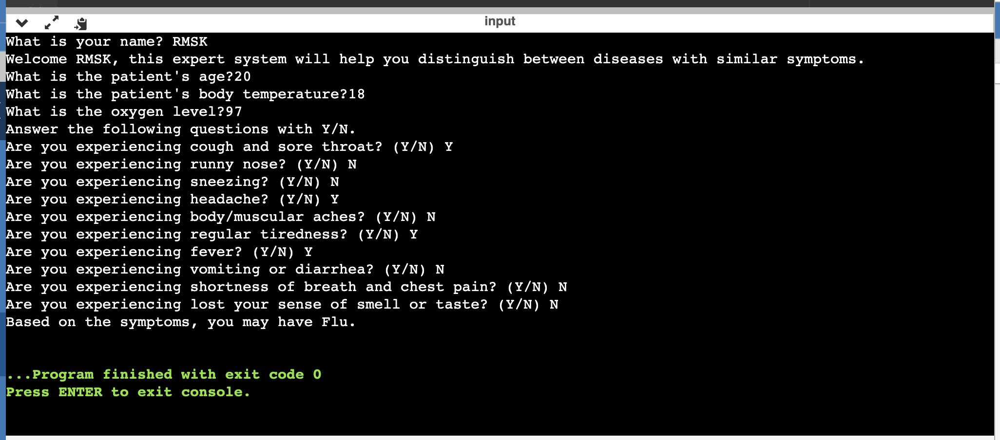 input
What is your name? RMSK
Welcome RMSK, this expert system will help you distinguish between diseases with similar symptoms.
What is the patient's age?20
What is the patient's body temperature?18
What is the oxygen level?97
Answer the following questions with Y/N.
Are you experiencing cough and sore throat? (Y/N) Y
Are you experiencing runny nose? (Y/N) N
Are you experiencing sneezing? (Y/N) N
Are you experiencing headache? (Y/N) Y
Are you experiencing body/muscular aches? (Y/N) N
Are you experiencing regular tiredness? (Y/N) Y
Are you experiencing fever? (Y/N) Y
Are you experiencing vomiting or diarrhea? (Y/N) N
Are you experiencing shortness of breath and chest pain? (Y/N) N
Are you experiencing lost your sense of smell or taste? (Y/N) N
Based on the symptoms, you may have Flu.
...Program finished with exit code 0
Press ENTER to exit console.